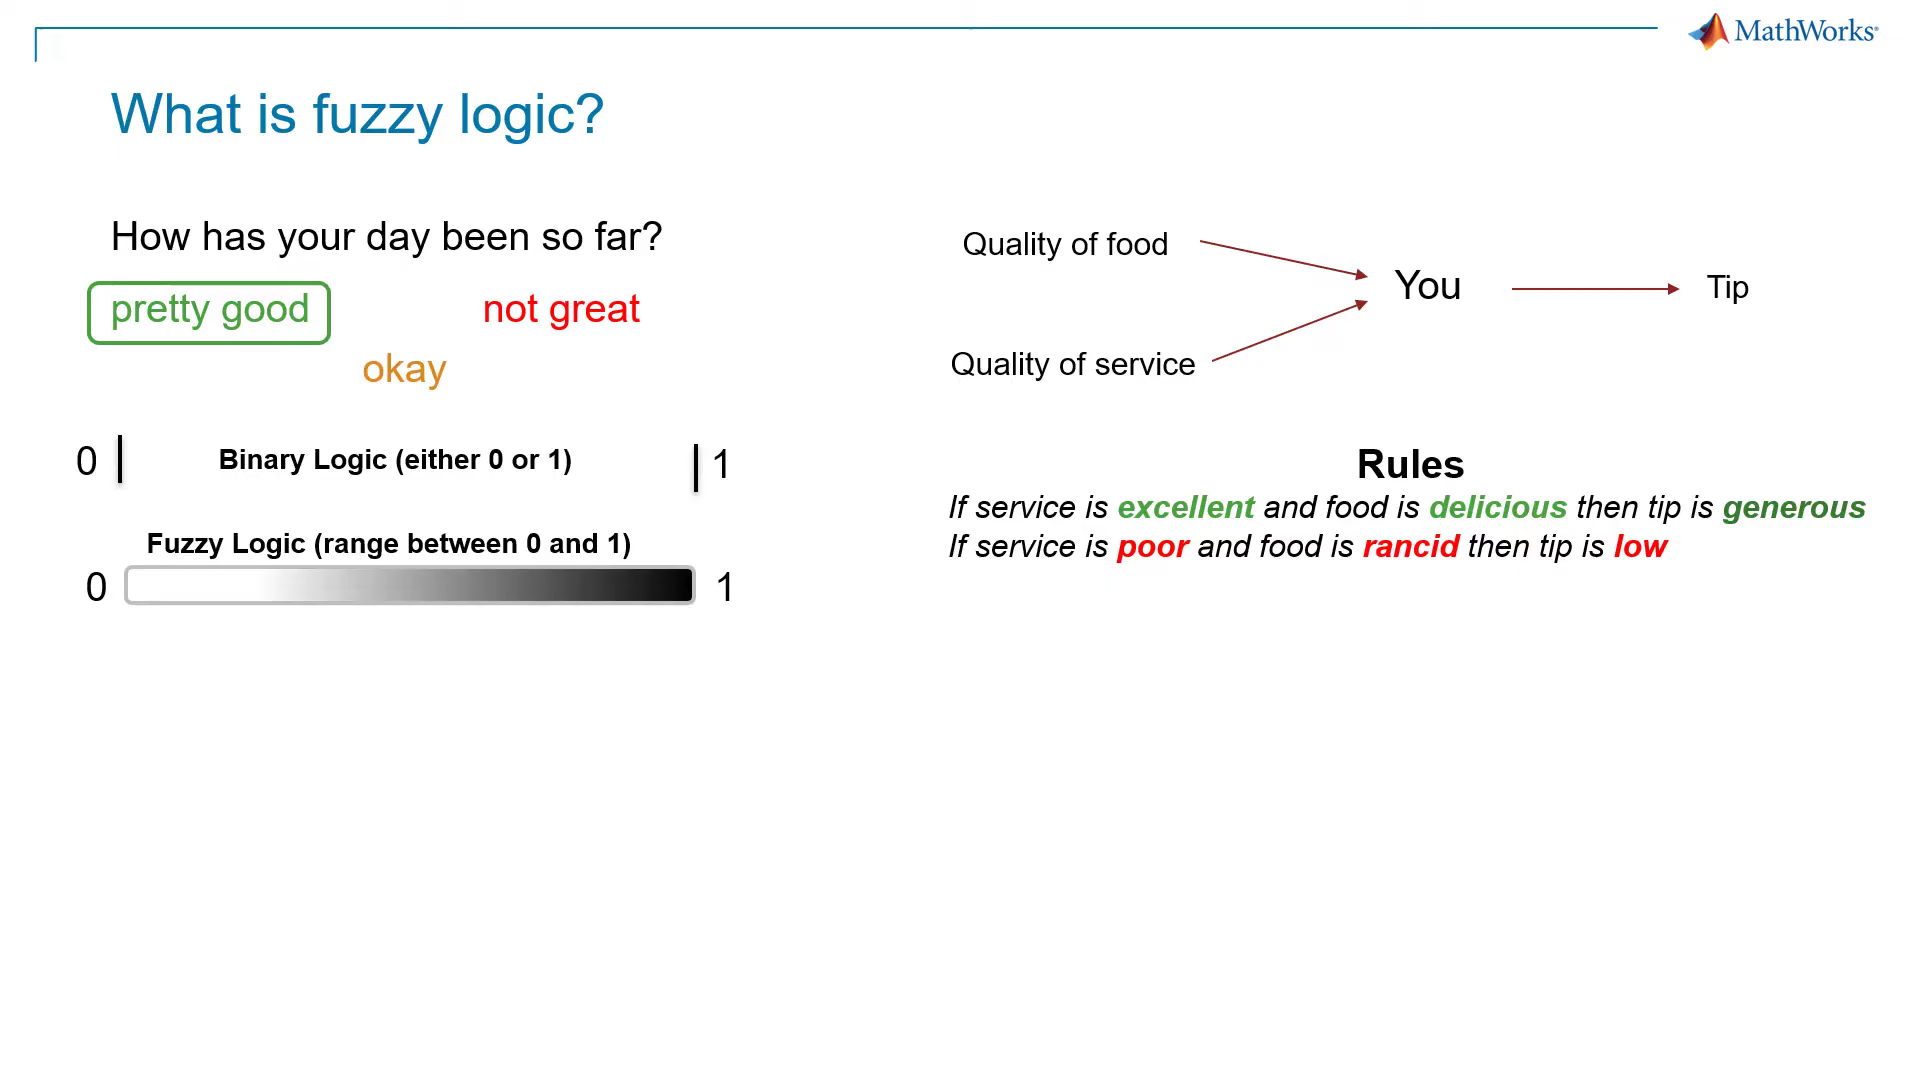 MathWorks®
What is fuzzy logic?
How has your day been so far?
pretty good
not great
okay
0 Binary Logic (either 0 or 1) 1
Fuzzy Logic (range between 0 and 1)
0 1
Quality of food
You
Tip
Quality of service
Rules
If service is excellent and food is delicious then tip is generous
If service is poor and food is rancid then tip is low